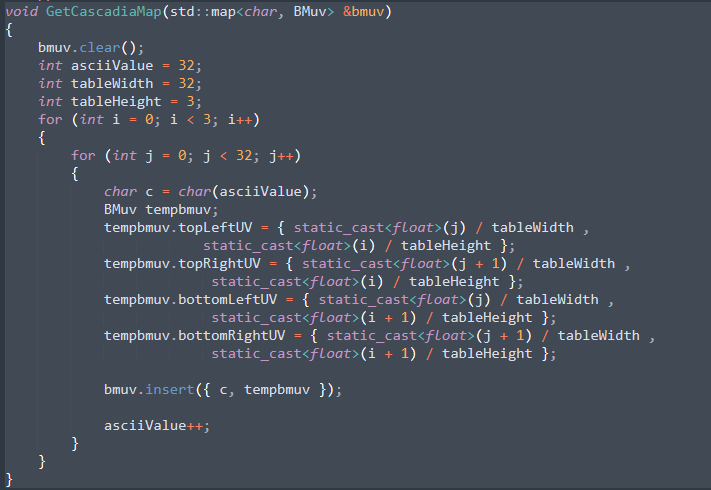 void GetCascadiaMap(std::map<char, BMuv> &bmuv)
{
    bmuv.clear();
    int asciiValue = 32;
    int tableWidth = 32;
    int tableHeight = 3;
    for (int i = 0; i < 3; i++)
    {
        for (int j = 0; j < 32; j++)
        {
            char c = char(asciiValue);
            BMuv tempbmuv;
            tempbmuv.topLeftUV = { static_cast<float>(j) / tableWidth ,
                        static_cast<float>(i) / tableHeight };
            tempbmuv.topRightUV = { static_cast<float>(j + 1) / tableWidth ,
                         static_cast<float>(i) / tableHeight };
            tempbmuv.bottomLeftUV = { static_cast<float>(j) / tableWidth ,
                         static_cast<float>(i + 1) / tableHeight };
            tempbmuv.bottomRightUV = { static_cast<float>(j + 1) / tableWidth ,
                         static_cast<float>(i + 1) / tableHeight };

            bmuv.insert({ c, tempbmuv });

            asciiValue++;
        }
    }
}